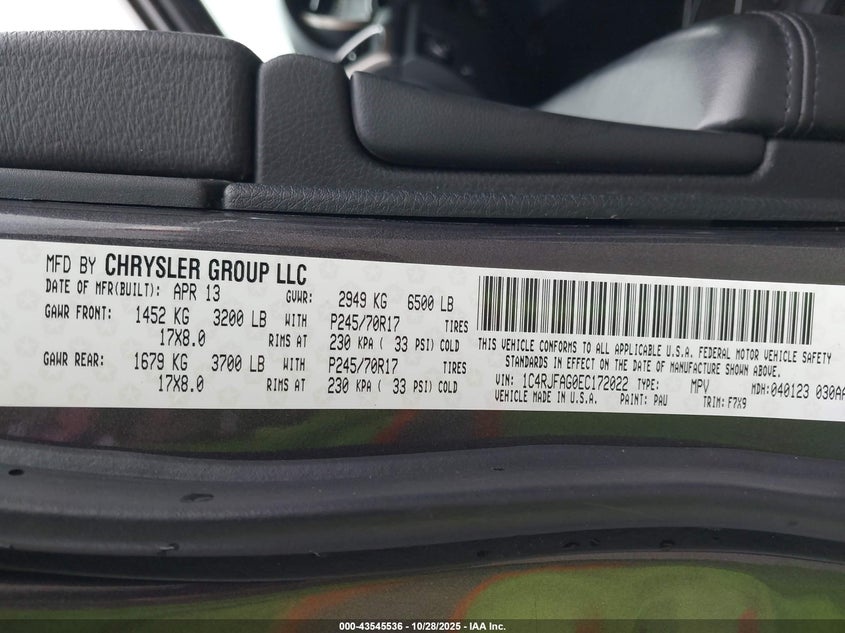 MFD BY CHRYSLER GROUP LLC
DATE OF MFR(BUILT): APR 13 GVWR: 2949 KG 6500 LB
GAWR FRONT: 1452 KG 3200 LB WITH P245/70R17 TIRES
17X8.0 RIMS AT 230 KPA ( 33 PSI) COLD
GAWR REAR: 1679 KG 3700 LB WITH P245/70R17 TIRES
17X8.0 RIMS AT 230 KPA ( 33 PSI) COLD
THIS VEHICLE CONFORMS TO ALL APPLICABLE U.S.A. FEDERAL MOTOR VEHICLE SAFETY
STANDARDS IN EFFECT ON THE DATE OF MANUFACTURE SHOWN ABOVE.
VIN: 1C4RJFAG0EC172022 TYPE: MPV MDH:040123 030AA
VEHICLE MADE IN U.S.A. PAINT: PAU TRIM: F7X9
000-43545536 - 10/28/2025 - IAA Inc.